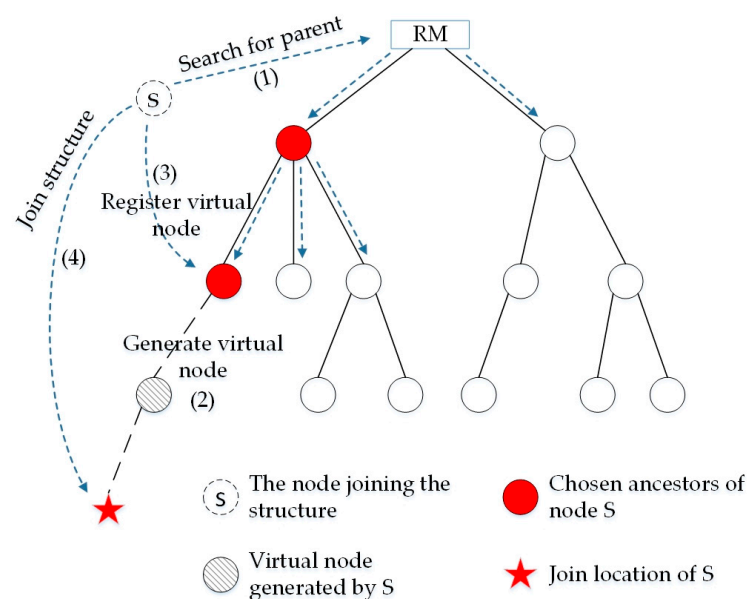 RM
Search for parent
(1)
S
Join structure
(3)
Register virtual
node
(4)
Generate virtual
node
(2)
S
The node joining the
structure
Chosen ancestors of
node S
Virtual node
generated by S
Join location of S